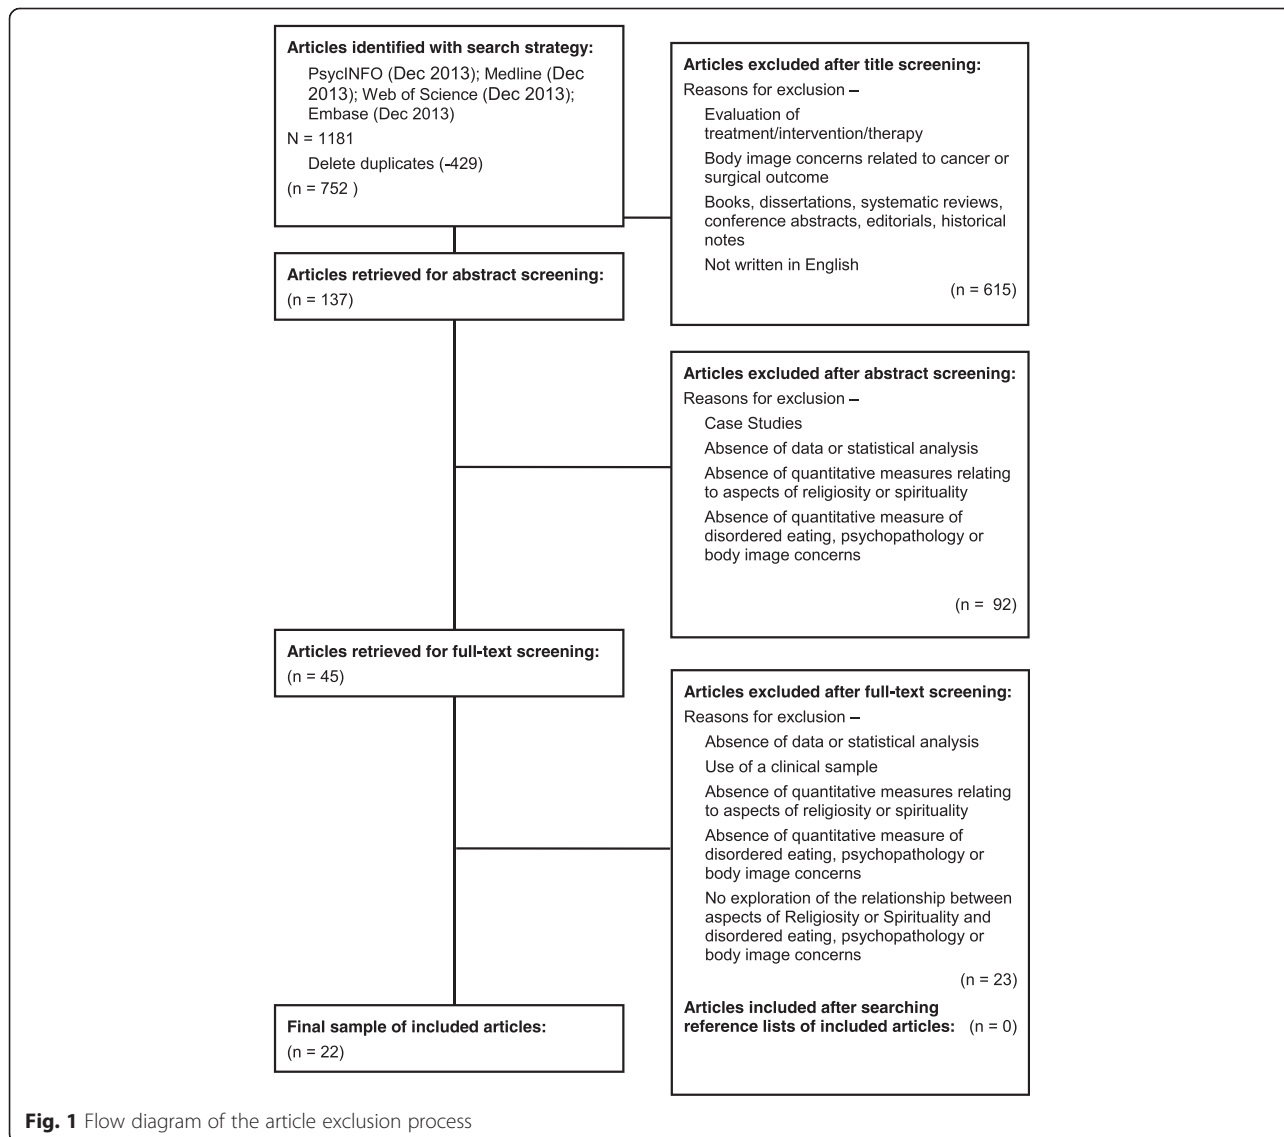 Articles identified with search strategy:
PsycINFO (Dec 2013); Medline (Dec
2013); Web of Science (Dec 2013);
Embase (Dec 2013)
N = 1181
Delete duplicates (-429)
(n = 752 )
Articles excluded after title screening:
Reasons for exclusion –
Evaluation of
treatment/intervention/therapy
Body image concerns related to cancer or
surgical outcome
Books, dissertations, systematic reviews,
conference abstracts, editorials, historical
notes
Not written in English
(n = 615)
Articles retrieved for abstract screening:
(n = 137)
Articles excluded after abstract screening:
Reasons for exclusion –
Case Studies
Absence of data or statistical analysis
Absence of quantitative measures relating
to aspects of religiosity or spirituality
Absence of quantitative measure of
disordered eating, psychopathology or
body image concerns
(n = 92)
Articles retrieved for full-text screening:
(n = 45)
Articles excluded after full-text screening:
Reasons for exclusion –
Absence of data or statistical analysis
Use of a clinical sample
Absence of quantitative measures relating
to aspects of religiosity or spirituality
Absence of quantitative measure of
disordered eating, psychopathology or
body image concerns
No exploration of the relationship between
aspects of Religiosity or Spirituality and
disordered eating, psychopathology or
body image concerns
(n = 23)
Articles included after searching
reference lists of included articles: (n = 0)
Final sample of included articles:
(n = 22)
Fig. 1 Flow diagram of the article exclusion process